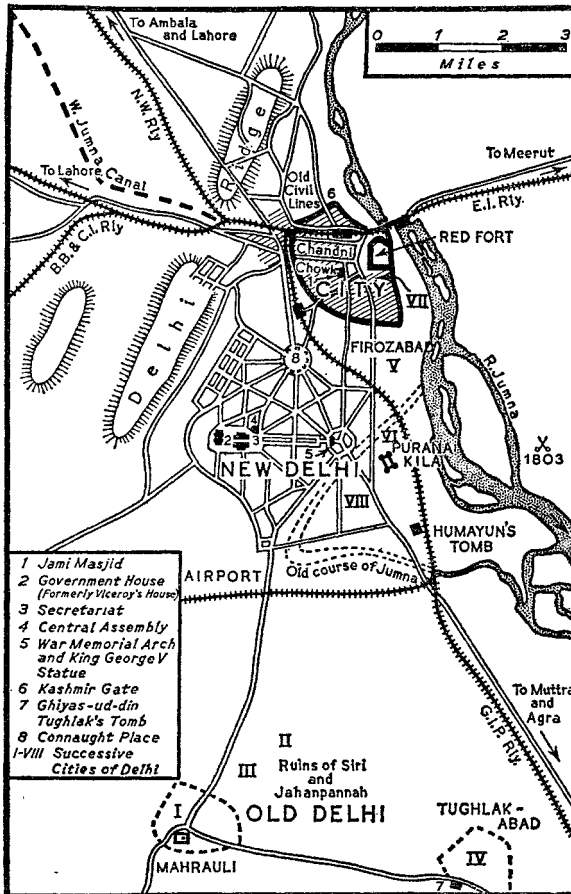 To Ambala
and Lahore
0 1 2 3
Miles
N.W. Rly
W. Jumna Canal
Ridge
To Lahore
Old
Civil
Lines
6
To Meerut
E.I. Rly.
B.B. & C.I. Rly
RED FORT
Chandni
Chowk
CITY
VII
Delhi
FIROZABAD
V
8
R. Jumna
VI
2
3
5
PURANA
KILA
1803
NEW DELHI
VIII
HUMAYUN'S
TOMB
AIRPORT
Old course of Jumna
1 Jami Masjid
2 Government House
(Formerly Viceroy's House)
3 Secretariat
4 Central Assembly
5 War Memorial Arch
and King George V
Statue
6 Kashmir Gate
7 Ghiyas-ud-din
Tughlak's Tomb
8 Connaught Place
I-VIII Successive
Cities of Delhi
To Muttra
and
Agra
G.I.P. Rly.
II
III
Ruins of Siri
and
Jahanpannah
I
OLD DELHI
MAHRAULI
TUGHLAK-
ABAD
IV
7